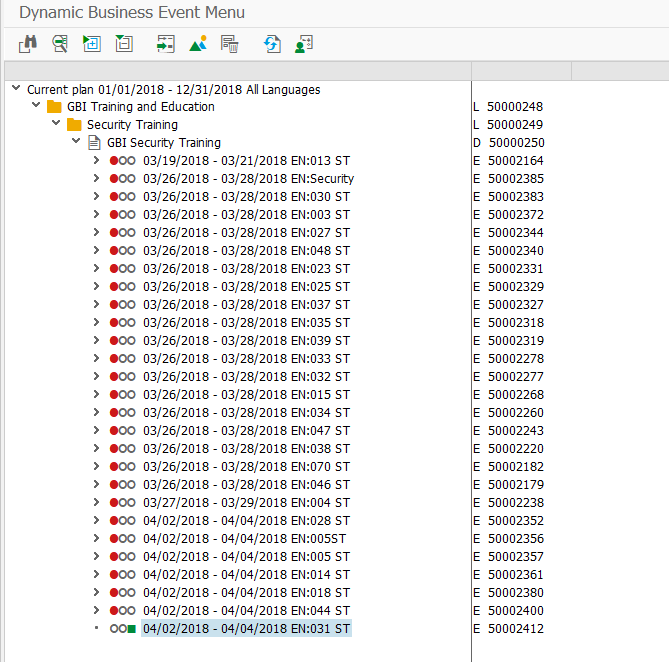 Dynamic Business Event Menu
Current plan 01/01/2018 - 12/31/2018 All Languages
GBI Training and Education L 50000248
Security Training L 50000249
GBI Security Training D 50000250
03/19/2018 - 03/21/2018 EN:013 ST E 50002164
03/26/2018 - 03/28/2018 EN:Security E 50002385
03/26/2018 - 03/28/2018 EN:030 ST E 50002383
03/26/2018 - 03/28/2018 EN:003 ST E 50002372
03/26/2018 - 03/28/2018 EN:027 ST E 50002344
03/26/2018 - 03/28/2018 EN:048 ST E 50002340
03/26/2018 - 03/28/2018 EN:023 ST E 50002331
03/26/2018 - 03/28/2018 EN:025 ST E 50002329
03/26/2018 - 03/28/2018 EN:037 ST E 50002327
03/26/2018 - 03/28/2018 EN:035 ST E 50002318
03/26/2018 - 03/28/2018 EN:039 ST E 50002319
03/26/2018 - 03/28/2018 EN:033 ST E 50002278
03/26/2018 - 03/28/2018 EN:032 ST E 50002277
03/26/2018 - 03/28/2018 EN:015 ST E 50002268
03/26/2018 - 03/28/2018 EN:034 ST E 50002260
03/26/2018 - 03/28/2018 EN:047 ST E 50002243
03/26/2018 - 03/28/2018 EN:038 ST E 50002220
03/26/2018 - 03/28/2018 EN:070 ST E 50002182
03/26/2018 - 03/28/2018 EN:046 ST E 50002179
03/27/2018 - 03/29/2018 EN:004 ST E 50002238
04/02/2018 - 04/04/2018 EN:028 ST E 50002352
04/02/2018 - 04/04/2018 EN:005ST E 50002356
04/02/2018 - 04/04/2018 EN:005 ST E 50002357
04/02/2018 - 04/04/2018 EN:014 ST E 50002361
04/02/2018 - 04/04/2018 EN:018 ST E 50002380
04/02/2018 - 04/04/2018 EN:044 ST E 50002400
04/02/2018 - 04/04/2018 EN:031 ST E 50002412